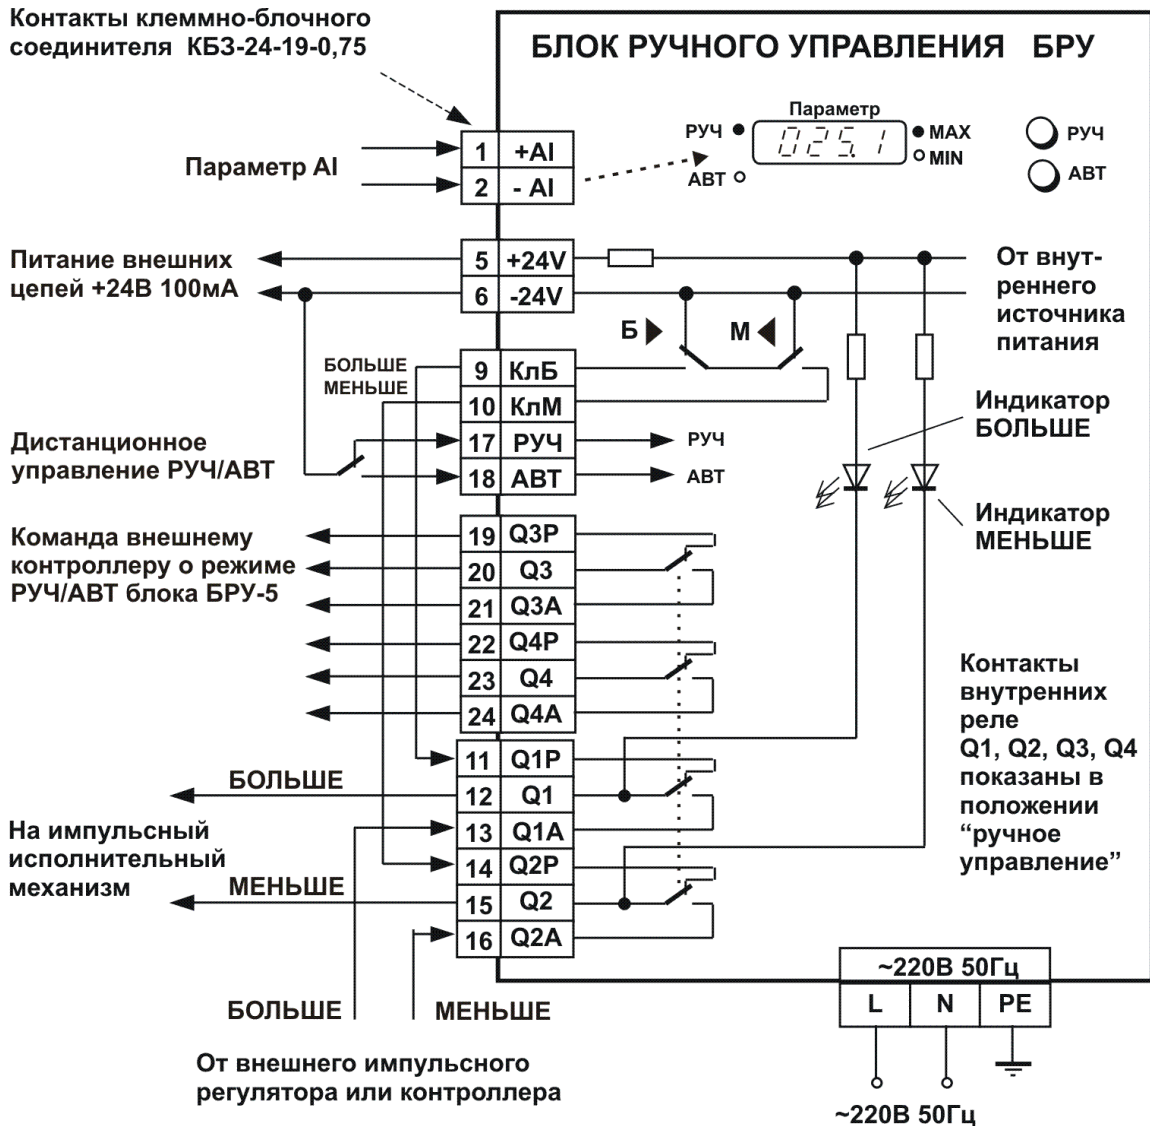 Контакты клеммно-блочного
соединителя КБЗ-24-19-0,75
БЛОК РУЧНОГО УПРАВЛЕНИЯ БРУ
Параметр
РУЧ
025.1
MAX
MIN
АВТ
РУЧ
АВТ
Параметр AI
1 +AI
2 - AI
Питание внешних
цепей +24В 100мА
5 +24V
6 -24V
От внут-
реннего
источника
питания
Б
М
БОЛЬШЕ
МЕНЬШЕ
9 КлБ
10 КлМ
17 РУЧ
18 АВТ
РУЧ
АВТ
Дистанционное
управление РУЧ/АВТ
Индикатор
БОЛЬШЕ
Индикатор
МЕНЬШЕ
Команда внешнему
контроллеру о режиме
РУЧ/АВТ блока БРУ-5
19 Q3P
20 Q3
21 Q3A
22 Q4P
23 Q4
24 Q4A
11 Q1P
12 Q1
13 Q1A
14 Q2P
15 Q2
16 Q2A
Контакты
внутренних
реле
Q1, Q2, Q3, Q4
показаны в
положении
“ручное
управление”
БОЛЬШЕ
На импульсный
исполнительный
механизм
МЕНЬШЕ
БОЛЬШЕ
МЕНЬШЕ
От внешнего импульсного
регулятора или контроллера
~220В 50Гц
L N PE
~220В 50Гц